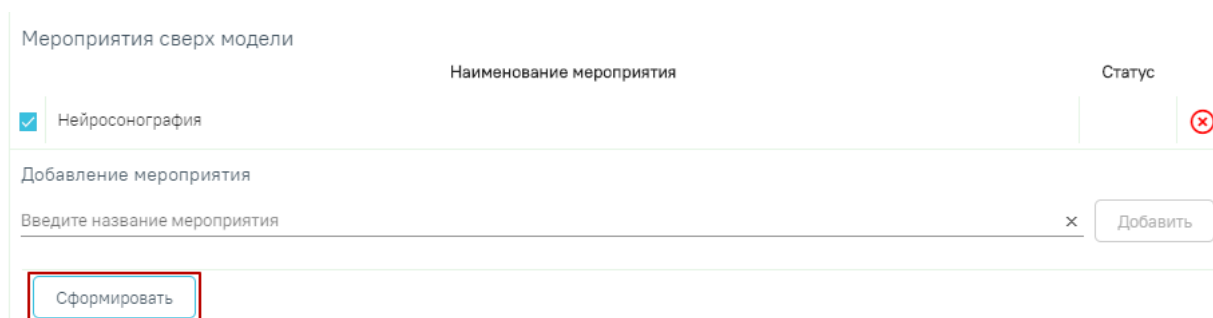 Мероприятия сверх модели
Наименование мероприятия Статус
Нейросонография
Добавление мероприятия
Введите название мероприятия Добавить
Сформировать